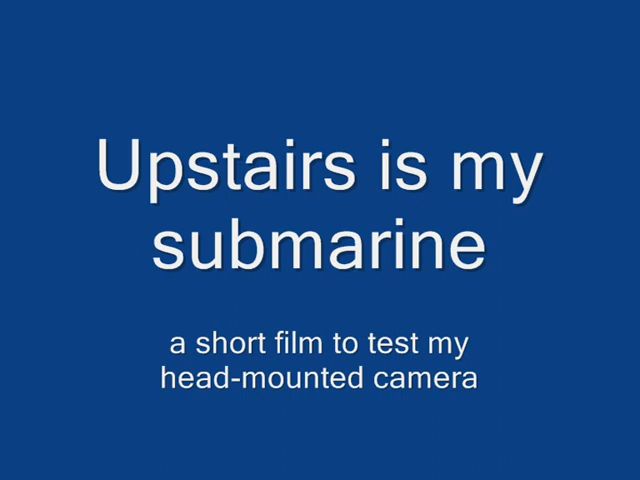 Upstairs is my
submarine
a short film to test my
head-mounted camera